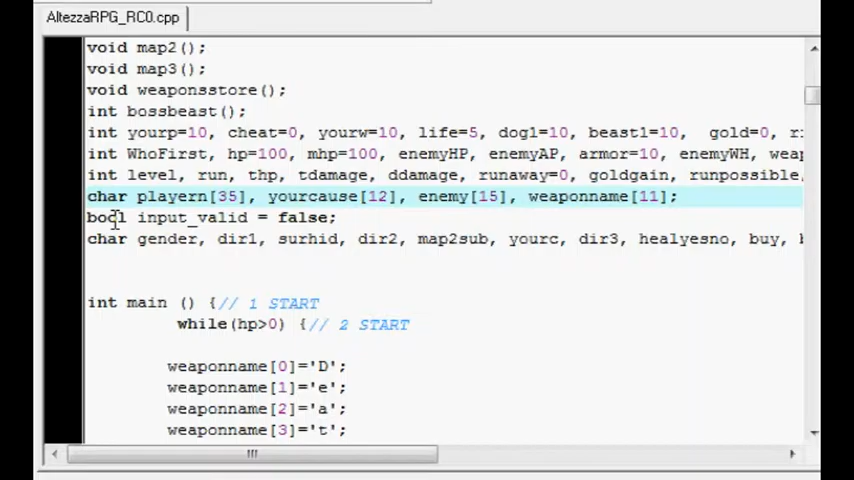 AltezzaRPG_RC0.cpp
void map2();
void map3();
void weaponsstore();
int bossbeast();
int yourp=10, cheat=0, yourw=10, life=5, dog1=10, beast1=10, gold=0,
int WhoFirst, hp=100, mhp=100, enemyHP, enemyAP, armor=10, enemyWH,
int level, run, thp, tdamage, ddamage, runaway=0, goldgain, runpossible,
char playern[35], yourcause[12], enemy[15], weaponname[11];
bool input_valid = false;
char gender, dir1, surhid, dir2, map2sub, yourc, dir3, healyesno, buy,
int main () {// 1 START
while(hp>0) {// 2 START
weaponname[0]='D';
weaponname[1]='e';
weaponname[2]='a';
weaponname[3]='t';